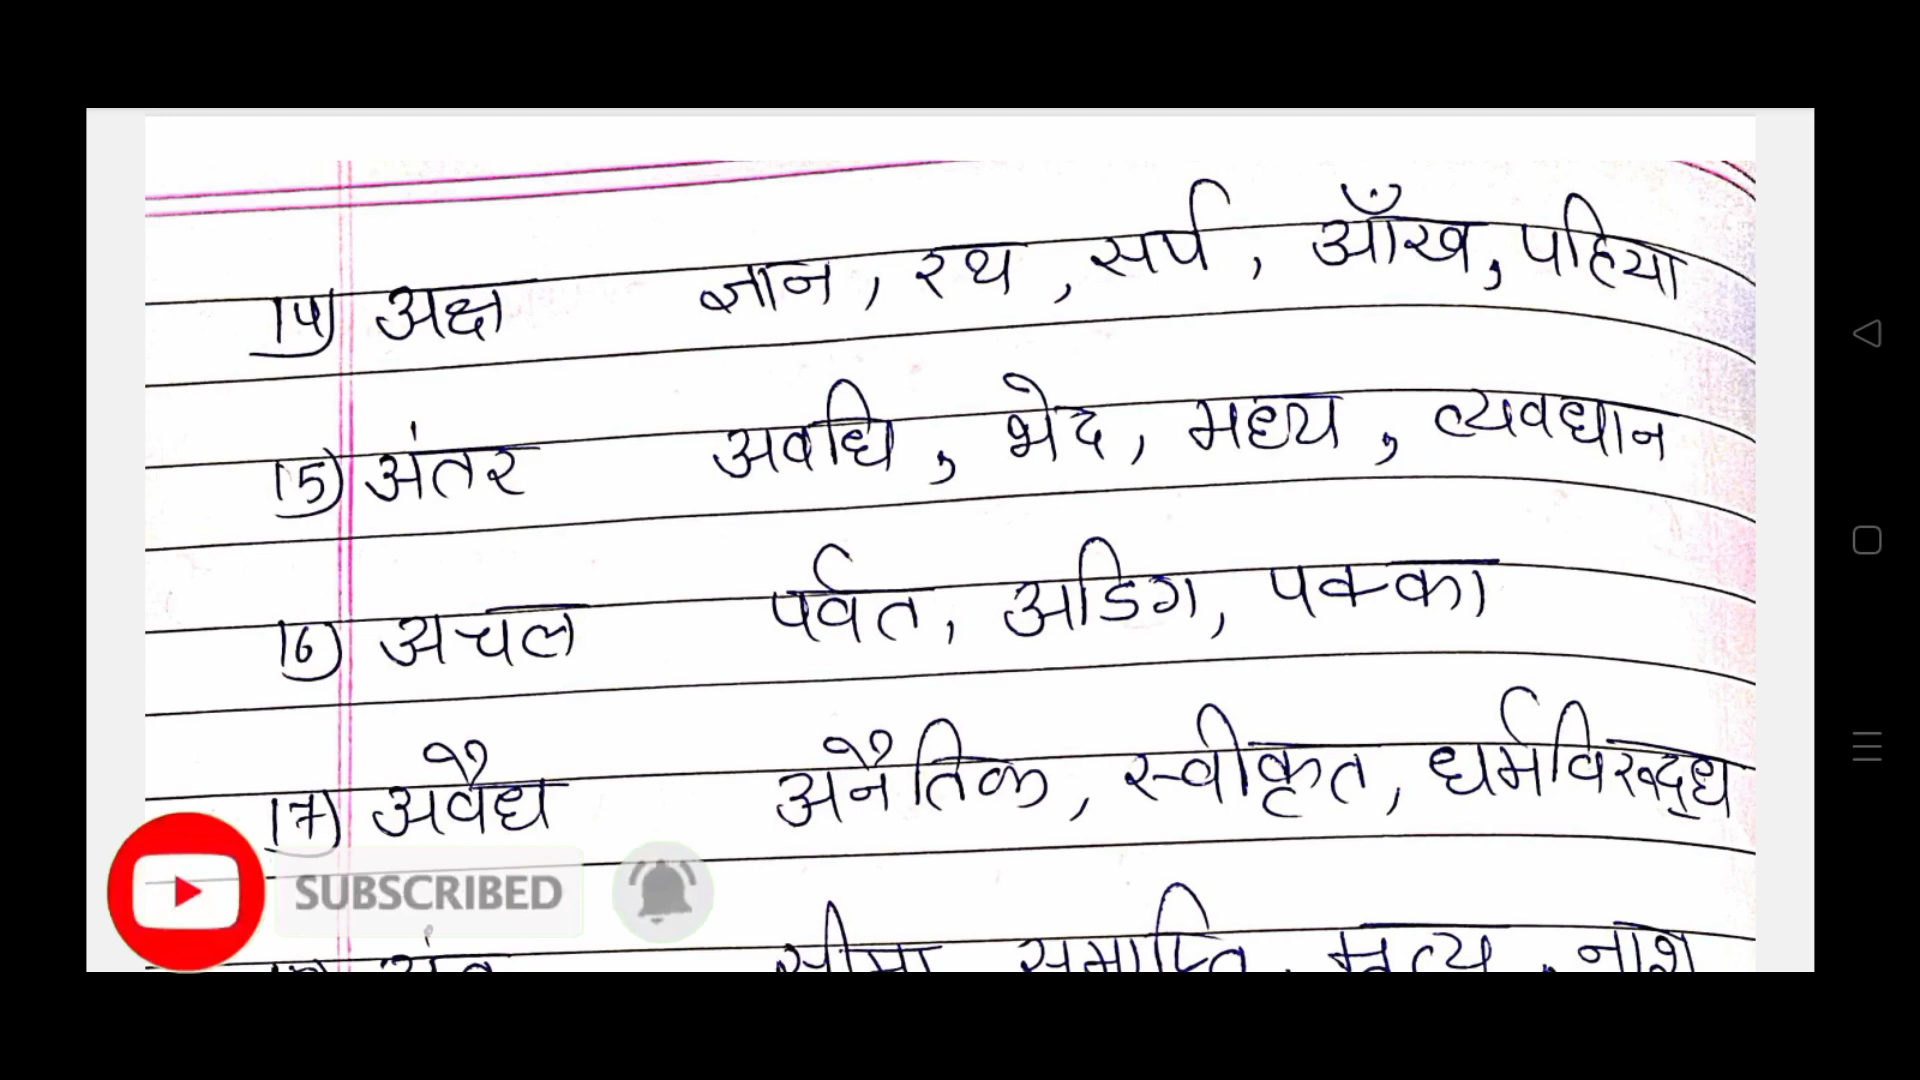 14) अक्ष ज्ञान, रथ, सर्प, आँख, पहिया
15) अंतर अवधि, भेद, मध्य, व्यवधान
16) अचल पर्वत, अडिग, पक्का
17) अवैध अनैतिक, स्वीकृत, धर्मविरुद्ध
SUBSCRIBED
सीमा समाप्ति, मृत्यु, नाश